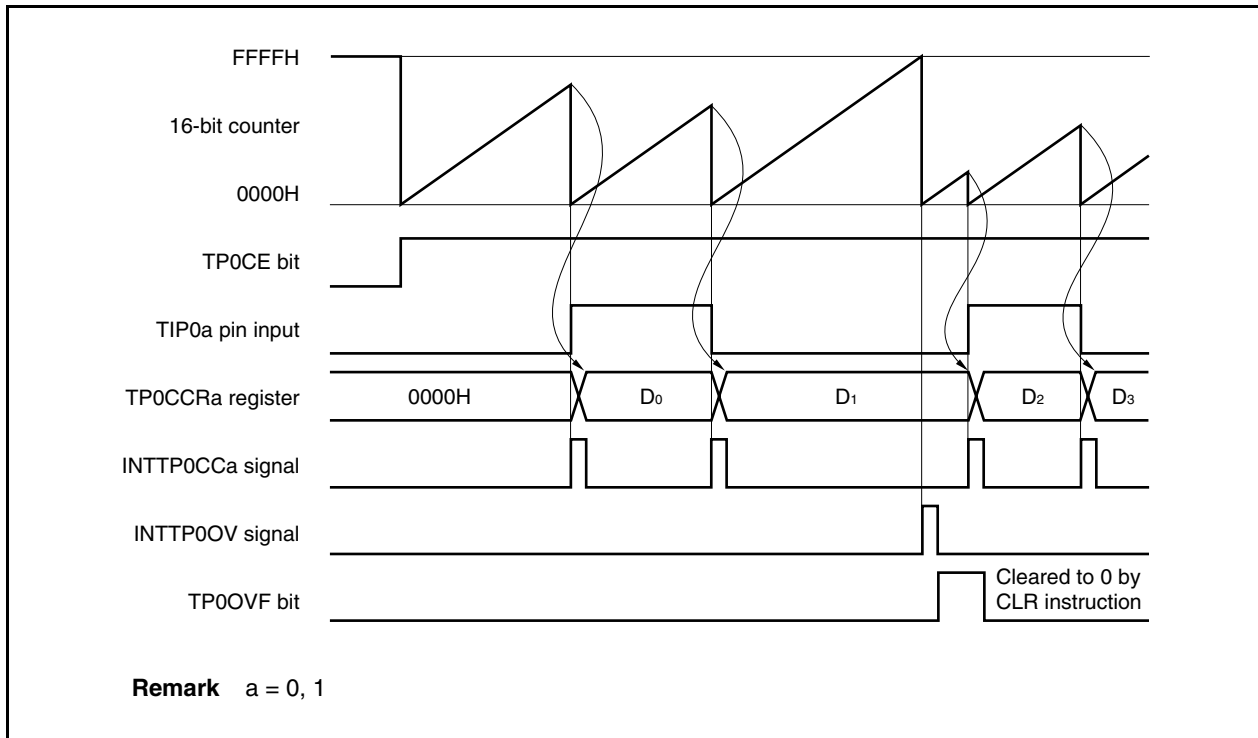 FFFFH
16-bit counter
0000H
TP0CE bit
TIP0a pin input
TP0CCRa register
0000H
D₀
D₁
D₂
D₃
INTTP0CCa signal
INTTP0OV signal
TP0OVF bit
Cleared to 0 by
CLR instruction
Remark a = 0, 1